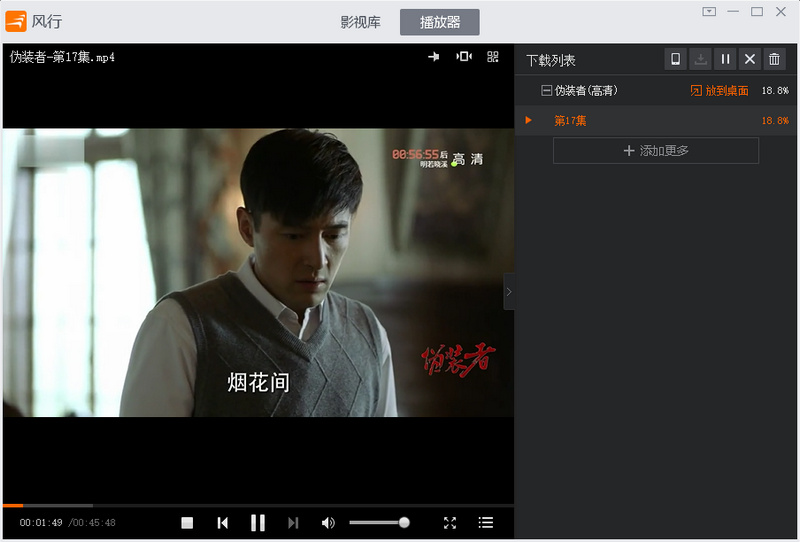 风行
影视库
播放器
伪装者-第17集.mp4
下载列表
伪装者(高清)
放到桌面
18.8%
第17集
18.8%
添加更多
00:56:55后
明若晓溪
高清
伪装者
烟花间
00:01:49 /00:45:48